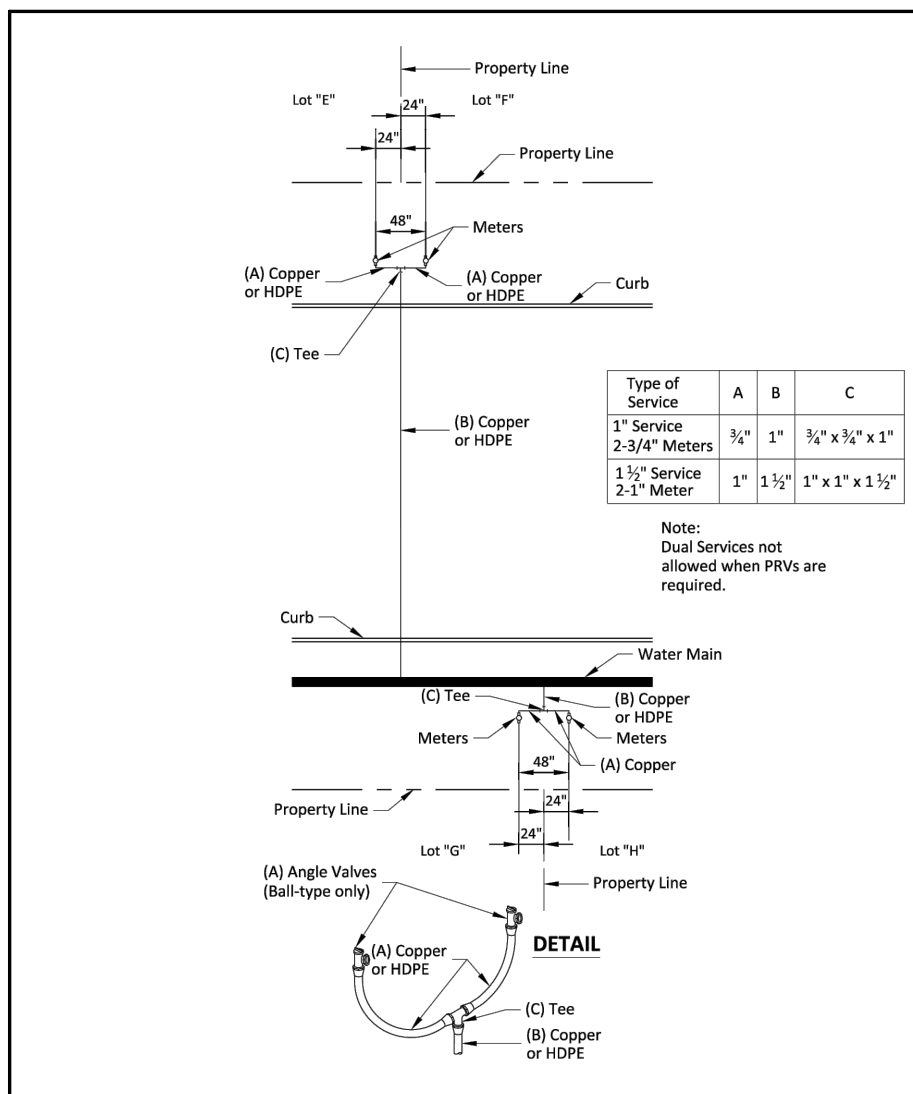 Property Line
Lot "E"
24"
Lot "F"
24"
Property Line
48"
Meters
(A) Copper
or HDPE
(A) Copper
or HDPE
Curb
(C) Tee
(B) Copper
or HDPE
Type of
Service
A
B
C
1" Service
2-3/4" Meters
¾"
1"
¾" x ¾" x 1"
1 ½" Service
2-1" Meter
1"
1 ½"
1" x 1" x 1 ½"
Note:
Dual Services not
allowed when PRVs are
required.
Curb
Water Main
(C) Tee
(B) Copper
or HDPE
Meters
Meters
48"
(A) Copper
Property Line
24"
24"
Lot "G"
Lot "H"
(A) Angle Valves
(Ball-type only)
Property Line
DETAIL
(A) Copper
or HDPE
(C) Tee
(B) Copper
or HDPE